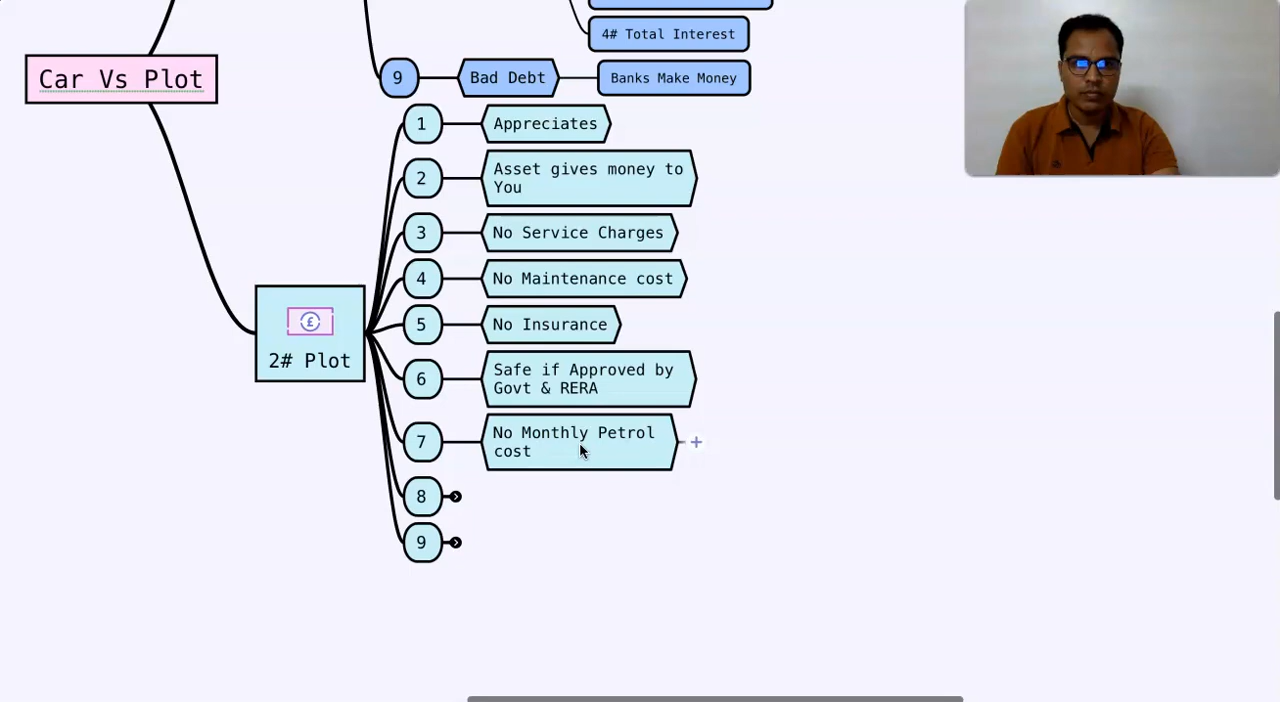 4# Total Interest
Car Vs Plot
9
Bad Debt
Banks Make Money
1
Appreciates
2
Asset gives money to
You
3
No Service Charges
4
No Maintenance cost
5
No Insurance
£
2# Plot
6
Safe if Approved by
Govt & RERA
7
No Monthly Petrol
cost
+
8
9